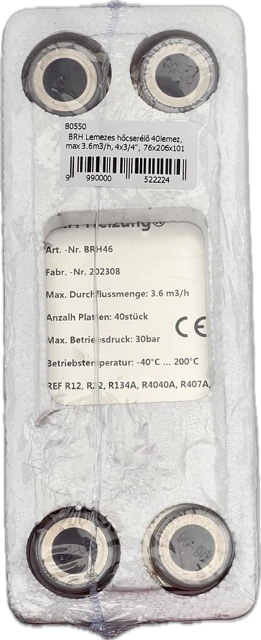 80550
BRH Lemezes hőcserélő 40lemez,
max 3.6m3/h, 4x3/4", 76x206x101
9 990000 522224
Heizung®
Art. -Nr. BRH46
Fabr. -Nr. 202308
Max. Durchflussmenge: 3.6 m3/h
Anzalh Platten: 40stück
Max. Betriebsdruck: 30bar
CE
Betriebstemperatur: -40°C ... 200°C
REF R12, R22, R134A, R4040A, R407A,